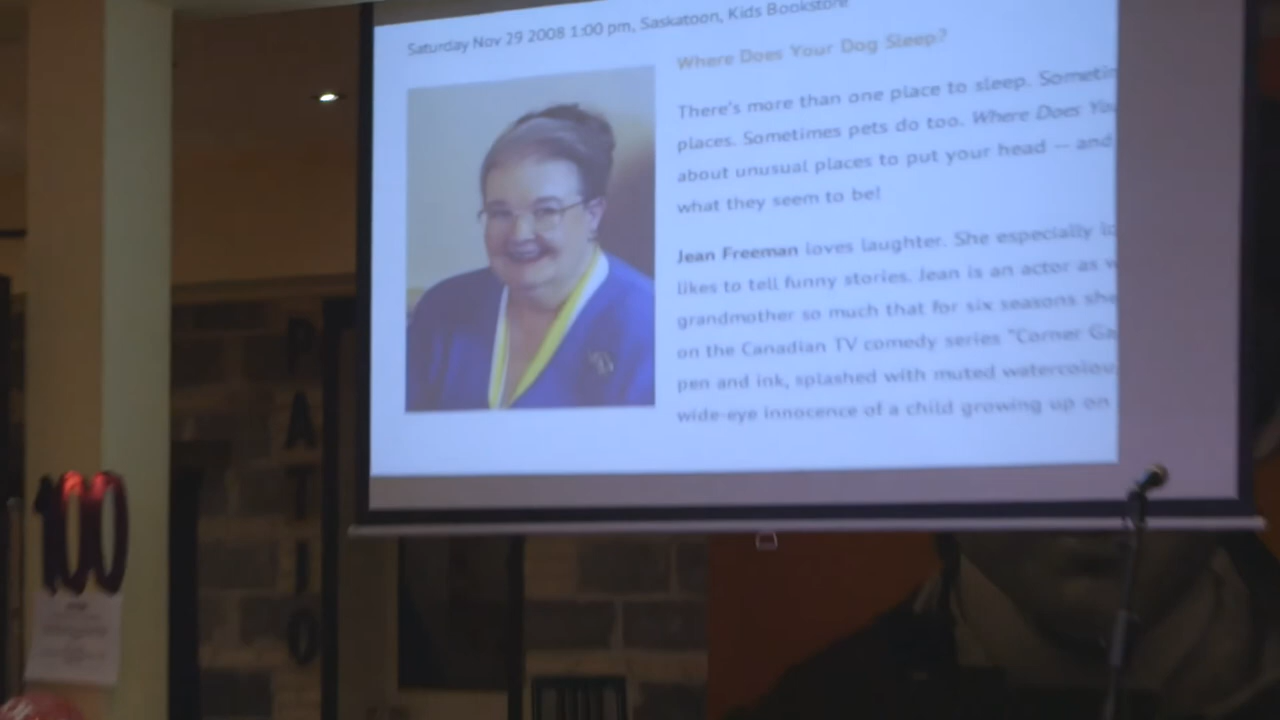 Saturday Nov 29 2008 1:00 pm, Saskatoon, Kids Bookstore
Where Does Your Dog Sleep?
There's more than one place to sleep. Someti
places. Sometimes pets do too. Where Does Yo
about unusual places to put your head -- and
what they seem to be!
Jean Freeman loves laughter. She especially
likes to tell funny stories. Jean is an actor as
grandmother so much that for six seasons she
on the Canadian TV comedy series "Corner Ga
pen and ink, splashed with muted watercolou
wide-eye innocence of a child growing up on
100
PATIO